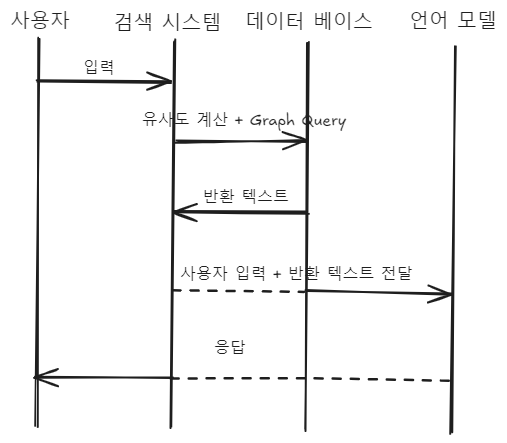 사용자 검색 시스템 데이터 베이스 언어 모델
입력
유사도 계산 + Graph Query
반환 텍스트
사용자 입력 + 반환 텍스트 전달
응답